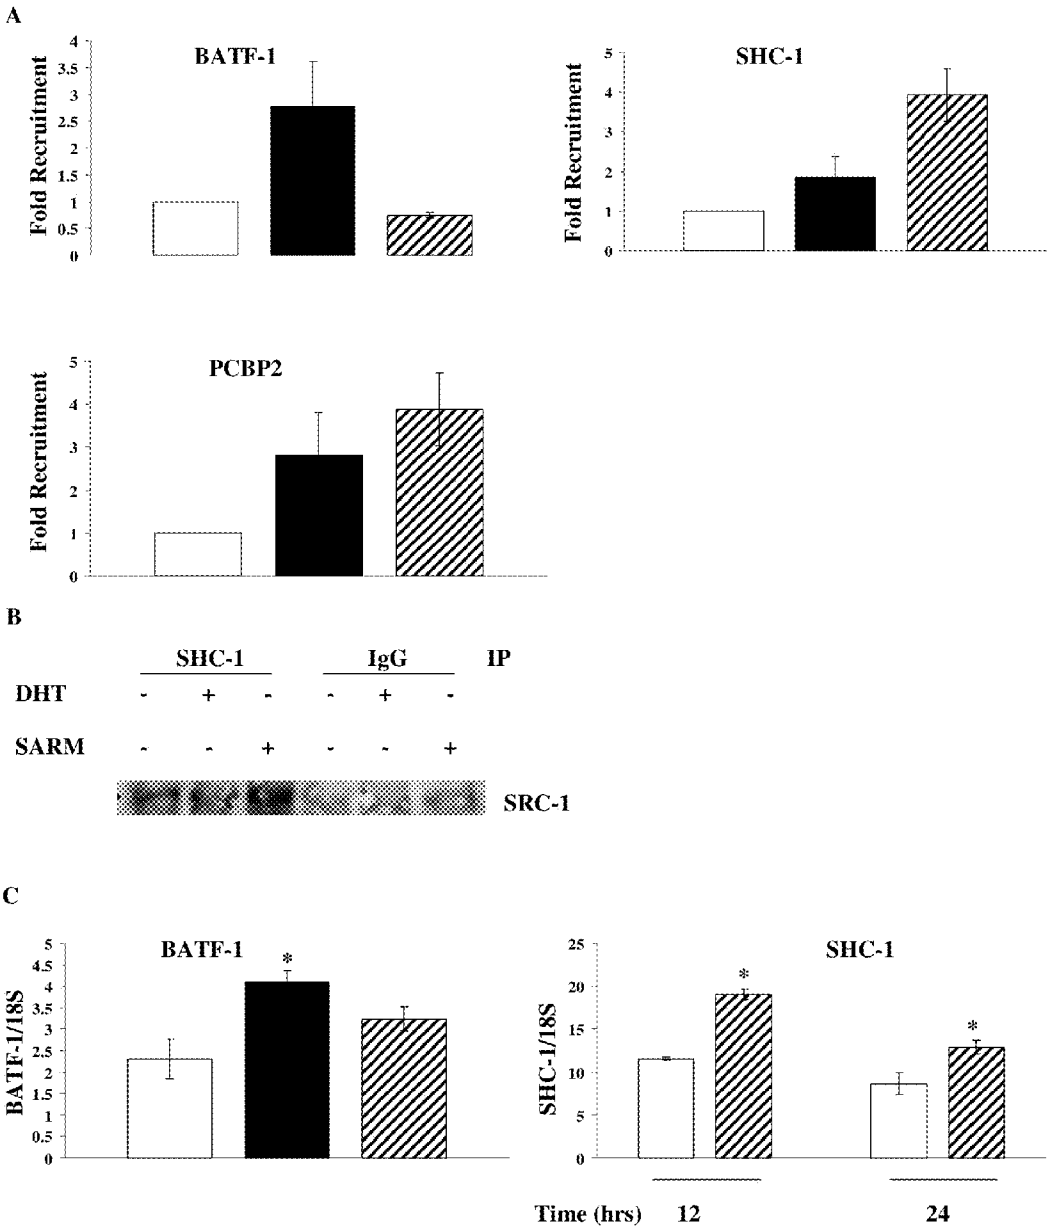 A
BATF-1
Fold Recruitment
4
3.5
3
2.5
2
1.5
1
0.5
0
SHC-1
Fold Recruitment
5
4
3
2
1
0
PCBP2
Fold Recruitment
5
4
3
2
1
0
B
SHC-1 IgG IP
DHT - + - - + -
SARM - - + - - +
SRC-1
C
BATF-1
BATF-1/18S
5
4.5
4
3.5
3
2.5
2
1.5
1
0.5
0
*
SHC-1
SHC-1/18S
25
20
15
10
5
0
*
*
Time (hrs) 12 24